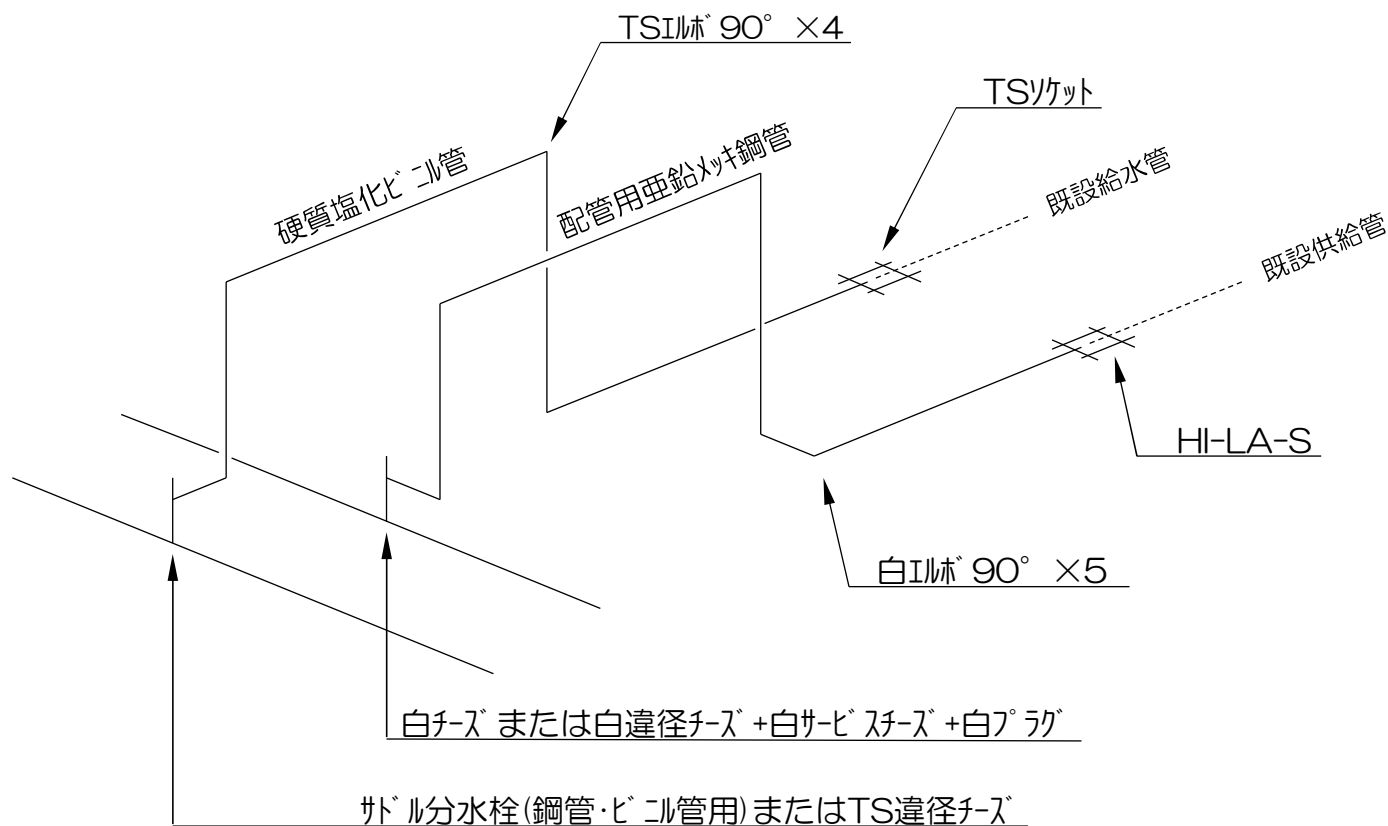 TSｴﾙﾎﾞ90° ×4
TSｿｹｯﾄ
硬質塩化ﾋﾞﾆﾙ管
配管用亜鉛ﾒｯｷ鋼管
既設給水管
既設供給管
HI-LA-S
白ｴﾙﾎﾞ90° ×5
白ﾁｰｽﾞまたは白違径ﾁｰｽﾞ+白ｻｰﾋﾞｽﾁｰｽﾞ+白ﾌﾟﾗｸﾞ
ｻﾄﾞﾙ分水栓(鋼管･ﾋﾞﾆﾙ管用)またはTS違径ﾁｰｽﾞ